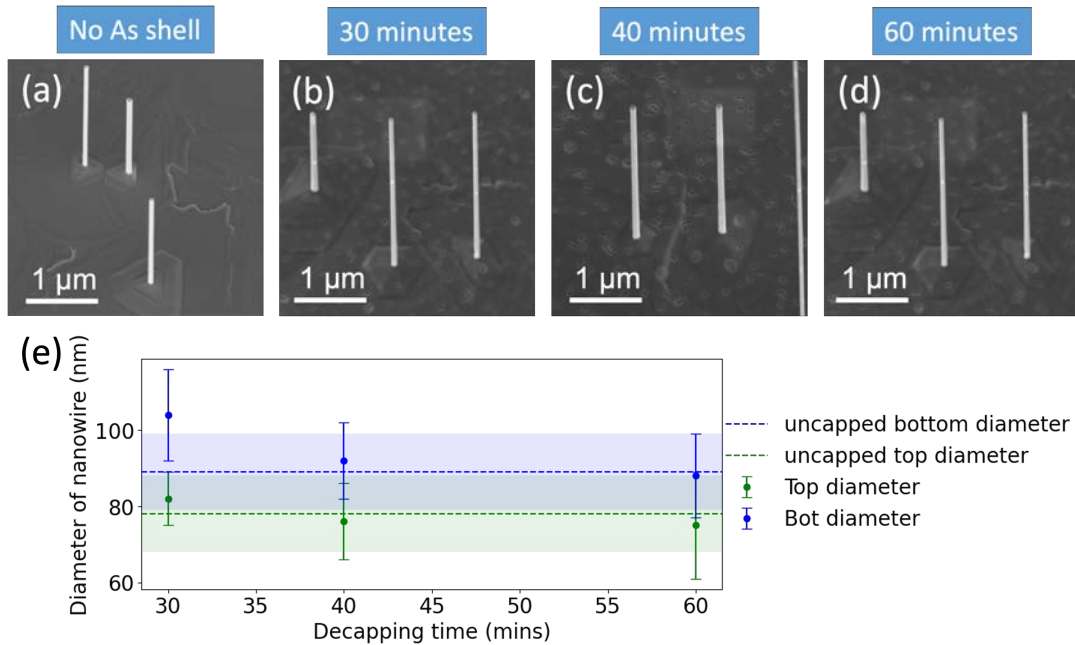 No As shell
30 minutes
40 minutes
60 minutes
(a)
(b)
(c)
(d)
1 μm
1 μm
1 μm
1 μm
(e)
Diameter of nanowire (nm)
100
80
60
30
35
40
45
50
55
60
Decapping time (mins)
uncapped bottom diameter
uncapped top diameter
Top diameter
Bot diameter